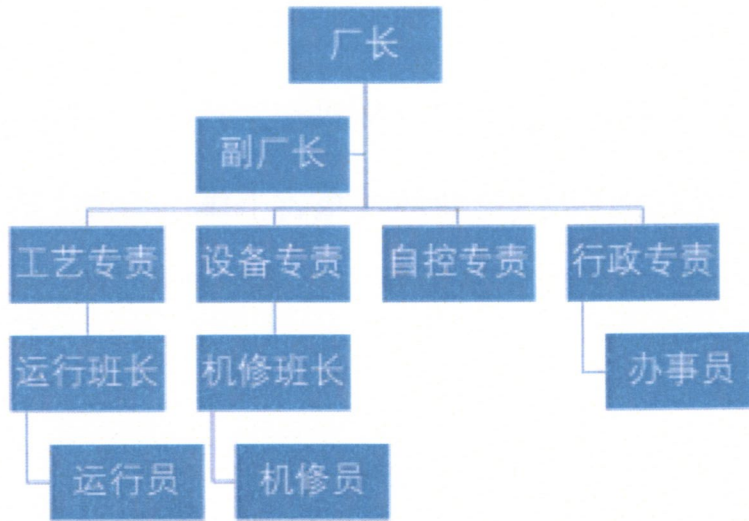 厂长
副厂长
工艺专责
设备专责
自控专责
行政专责
运行班长
机修班长
办事员
运行员
机修员